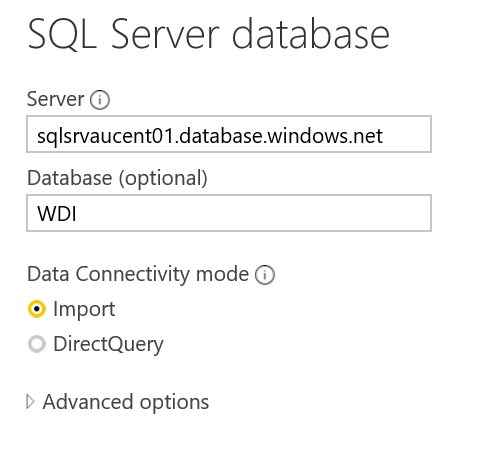 SQL Server database
Server
sqlsrvaucent01.database.windows.net
Database (optional)
WDI
Data Connectivity mode
Import
DirectQuery
Advanced options